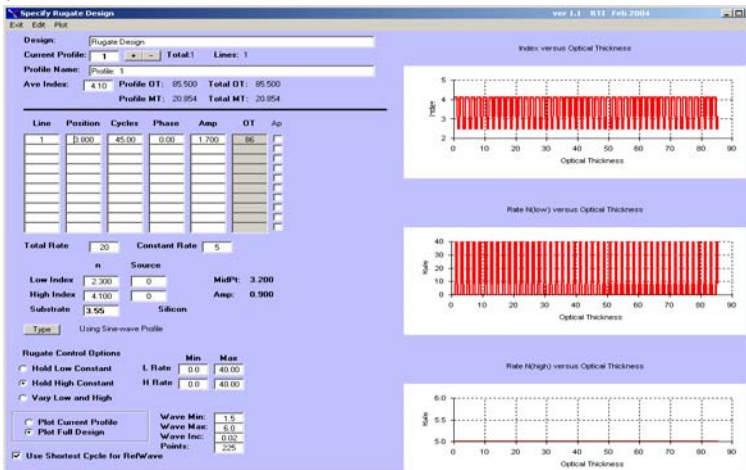 Specify Rugate Design ver 1.1 - RTI Feb 2004
Exit Edit Plot
Design: Rugate Design
Current Profile: 1 + - Total:1 Lines: 1
Profile Name: Profile: 1
Ave Index: 4.10 Profile OT: 85.500 Total OT: 85.500
Profile MT: 20.854 Total MT: 20.854
Line Position Cycles Phase Amp OT Ap
1 3.800 45.00 0.00 1.700 86
Total Rate 20 Constant Rate 5
n Source
Low Index 2.300 0 MidPt: 3.200
High Index 4.100 0 Amp: 0.900
Substrate 3.55 Silicon
Type Using Sine-wave Profile
Rugate Control Options Min Max
Hold Low Constant L Rate 0.0 40.00
Hold High Constant H Rate 0.0 40.00
Vary Low and High
Plot Current Profile
Plot Full Design
Wave Min: 1.5
Wave Max: 6.0
Wave Inc: 0.02
Points: 225
Use Shortest Cycle for RefWave
Index versus Optical Thickness
Index
5
4
3
2
0 10 20 30 40 50 60 70 80 90
Optical Thickness
Rate N(low) versus Optical Thickness
Rate
40
30
20
10
0
0 10 20 30 40 50 60 70 80 90
Optical Thickness
Rate N(high) versus Optical Thickness
Rate
6.0
5.5
5.0
0 10 20 30 40 50 60 70 80 90
Optical Thickness